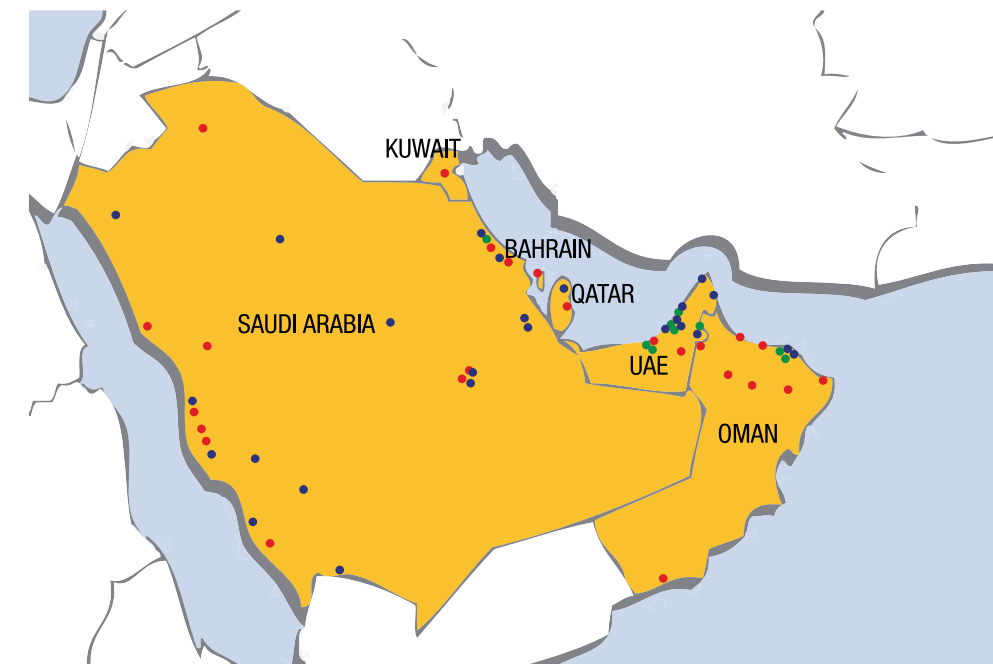 KUWAIT
BAHRAIN
QATAR
SAUDI ARABIA
UAE
OMAN